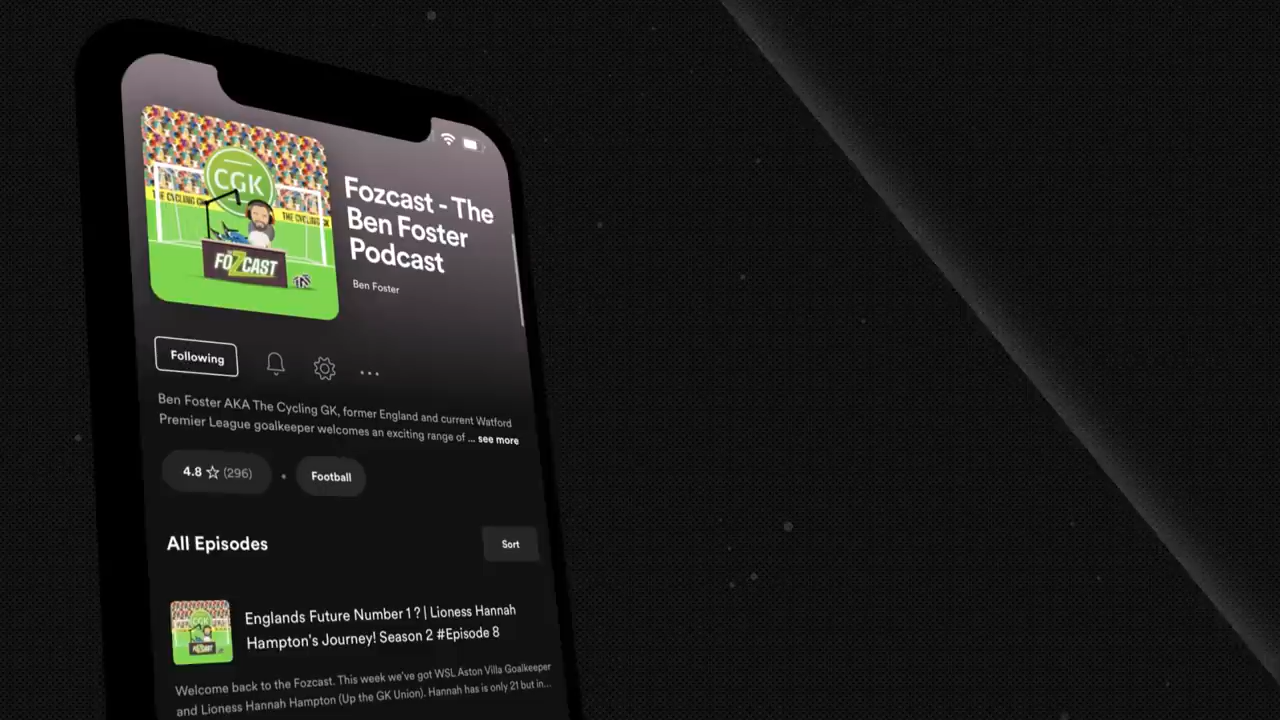 CGK
THE CYCLING GK
THE CYCLING GK
FOZCAST
Fozcast - The
Ben Foster
Podcast
Ben Foster
Following
Ben Foster AKA The Cycling GK, former England and current Watford
Premier League goalkeeper welcomes an exciting range of ... see more
4.8 ☆ (296)
Football
All Episodes
Sort
Englands Future Number 1 ? | Lioness Hannah
Hampton's Journey! Season 2 #Episode 8
Welcome back to the Fozcast. This week we've got WSL Aston Villa Goalkeeper
and Lioness Hannah Hampton (Up the GK Union). Hannah has is only 21 but in...